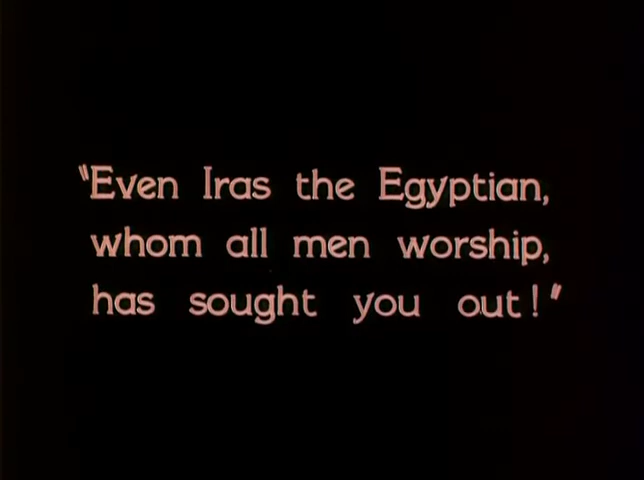 "Even Iras the Egyptian,
whom all men worship,
has sought you out!"